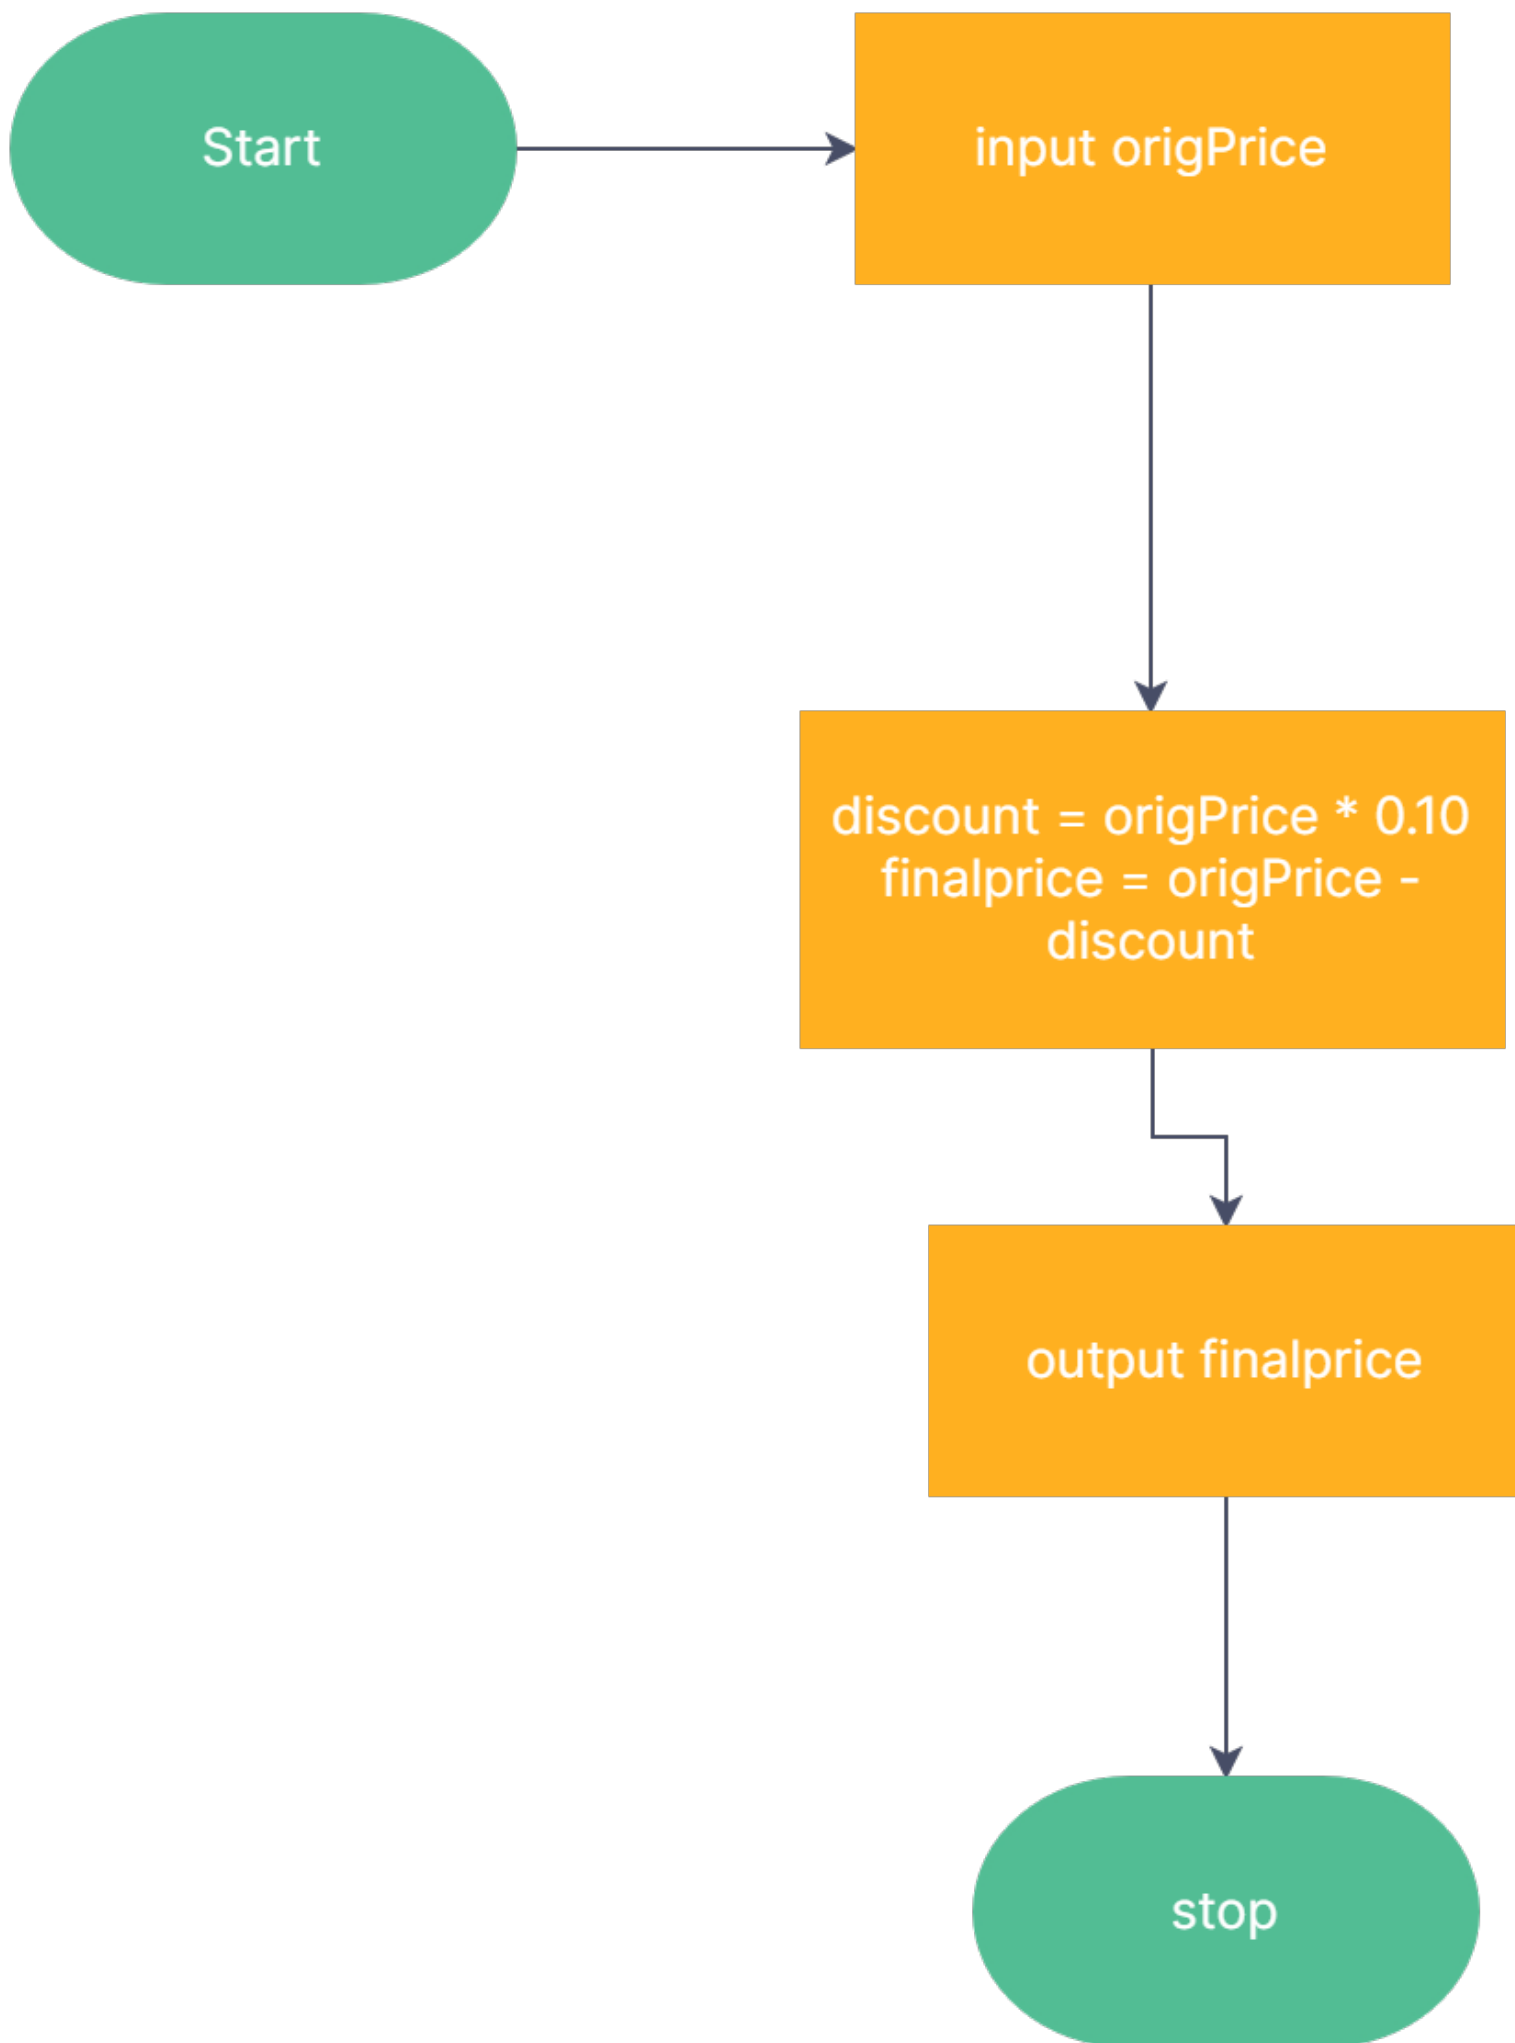 Start
input origPrice
discount = origPrice * 0.10
finalprice = origPrice -
discount
output finalprice
stop